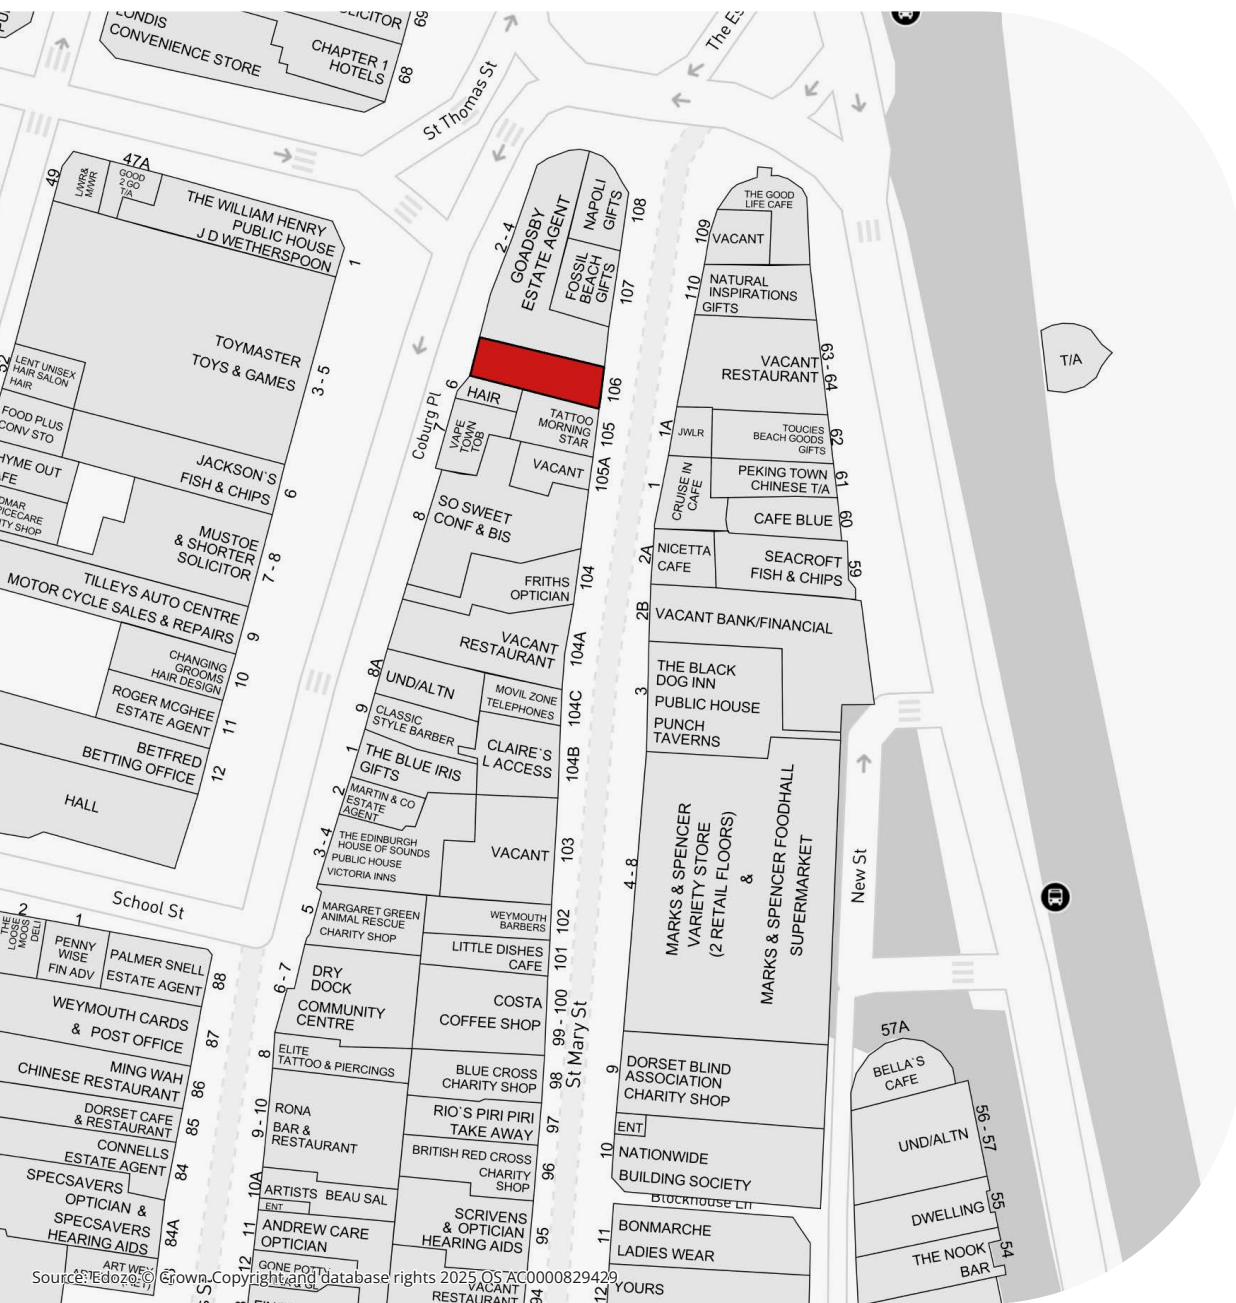 LONDIS
CONVENIENCE STORE
SOLICITOR
69
CHAPTER 1
HOTELS
68
St Thomas St
49
47A
L/WR&
M/WR
GOOD
2 GO
T/A
THE WILLIAM HENRY
PUBLIC HOUSE
J D WETHERSPOON
1
TOYMASTER
TOYS & GAMES
3 - 5
LENT UNISEX
HAIR SALON
HAIR
FOOD PLUS
CONV STO
JACKSON`S
FISH & CHIPS
6
MUSTOE
& SHORTER
SOLICITOR
7 - 8
TILLEYS AUTO CENTRE
MOTOR CYCLE SALES & REPAIRS
9
CHANGING
GROOMS
HAIR DESIGN
10
ROGER MCGHEE
ESTATE AGENT
11
BETFRED
BETTING OFFICE
12
HALL
School St
2
THE
LOOSE
MOOS
DELI
1
PENNY
WISE
FIN ADV
PALMER SNELL
ESTATE AGENT
88
WEYMOUTH CARDS
& POST OFFICE
87
MING WAH
CHINESE RESTAURANT
86
DORSET CAFE
& RESTAURANT
85
CONNELLS
ESTATE AGENT
84
SPECSAVERS
OPTICIAN &
SPECSAVERS
HEARING AIDS
84A
2 - 4
GOADSBY
ESTATE AGENT
NAPOLI
GIFTS
108
FOSSIL
BEACH
GIFTS
107
106
6
HAIR
Coburg Pl
7
VAPE
TOWN
TOB
TATTOO
MORNING
STAR
105
VACANT
105A
8
SO SWEET
CONF & BIS
FRITHS
OPTICIAN
104
VACANT
RESTAURANT
104A
8A
UND/ALTN
MOVIL ZONE
TELEPHONES
104C
9
CLASSIC
STYLE BARBER
CLAIRE`S
L ACCESS
104B
1
THE BLUE IRIS
GIFTS
2
MARTIN & CO
ESTATE
AGENT
3 - 4
THE EDINBURGH
HOUSE OF SOUNDS
PUBLIC HOUSE
VICTORIA INNS
VACANT
103
5
MARGARET GREEN
ANIMAL RESCUE
CHARITY SHOP
WEYMOUTH
BARBERS
102
LITTLE DISHES
CAFE
101
6 - 7
DRY
DOCK
COMMUNITY
CENTRE
COSTA
COFFEE SHOP
99 - 100
St Mary St
8
ELITE
TATTOO & PIERCINGS
BLUE CROSS
CHARITY SHOP
98
9 - 10
RONA
BAR &
RESTAURANT
RIO`S PIRI PIRI
TAKE AWAY
97
BRITISH RED CROSS
CHARITY
SHOP
96
10A
ARTISTS BEAU SAL
ENT
11
ANDREW CARE
OPTICIAN
SCRIVENS
& OPTICIAN
HEARING AIDS
95
12
VACANT
RESTAURANT
94
THE GOOD
LIFE CAFE
109
VACANT
110
NATURAL
INSPIRATIONS
GIFTS
VACANT
RESTAURANT
63 - 64
1A
JWLR
TOUCIES
BEACH GOODS
GIFTS
62
1
CRUISE IN
CAFE
PEKING TOWN
CHINESE T/A
61
CAFE BLUE
60
2A
NICETTA
CAFE
SEACROFT
FISH & CHIPS
59
2B
VACANT BANK/FINANCIAL
3
THE BLACK
DOG INN
PUBLIC HOUSE
PUNCH
TAVERNS
4 - 8
MARKS & SPENCER
VARIETY STORE
(2 RETAIL FLOORS)
&
MARKS & SPENCER FOODHALL
SUPERMARKET
New St
9
DORSET BLIND
ASSOCIATION
CHARITY SHOP
ENT
10
NATIONWIDE
BUILDING SOCIETY
Blockhouse Ln
11
BONMARCHE
LADIES WEAR
12
YOURS
T/A
57A
BELLA`S
CAFE
56 - 57
UND/ALTN
DWELLING
55
THE NOOK
BAR
54
Source: Edozo © Crown Copyright and database rights 2025 OS AC0000829429